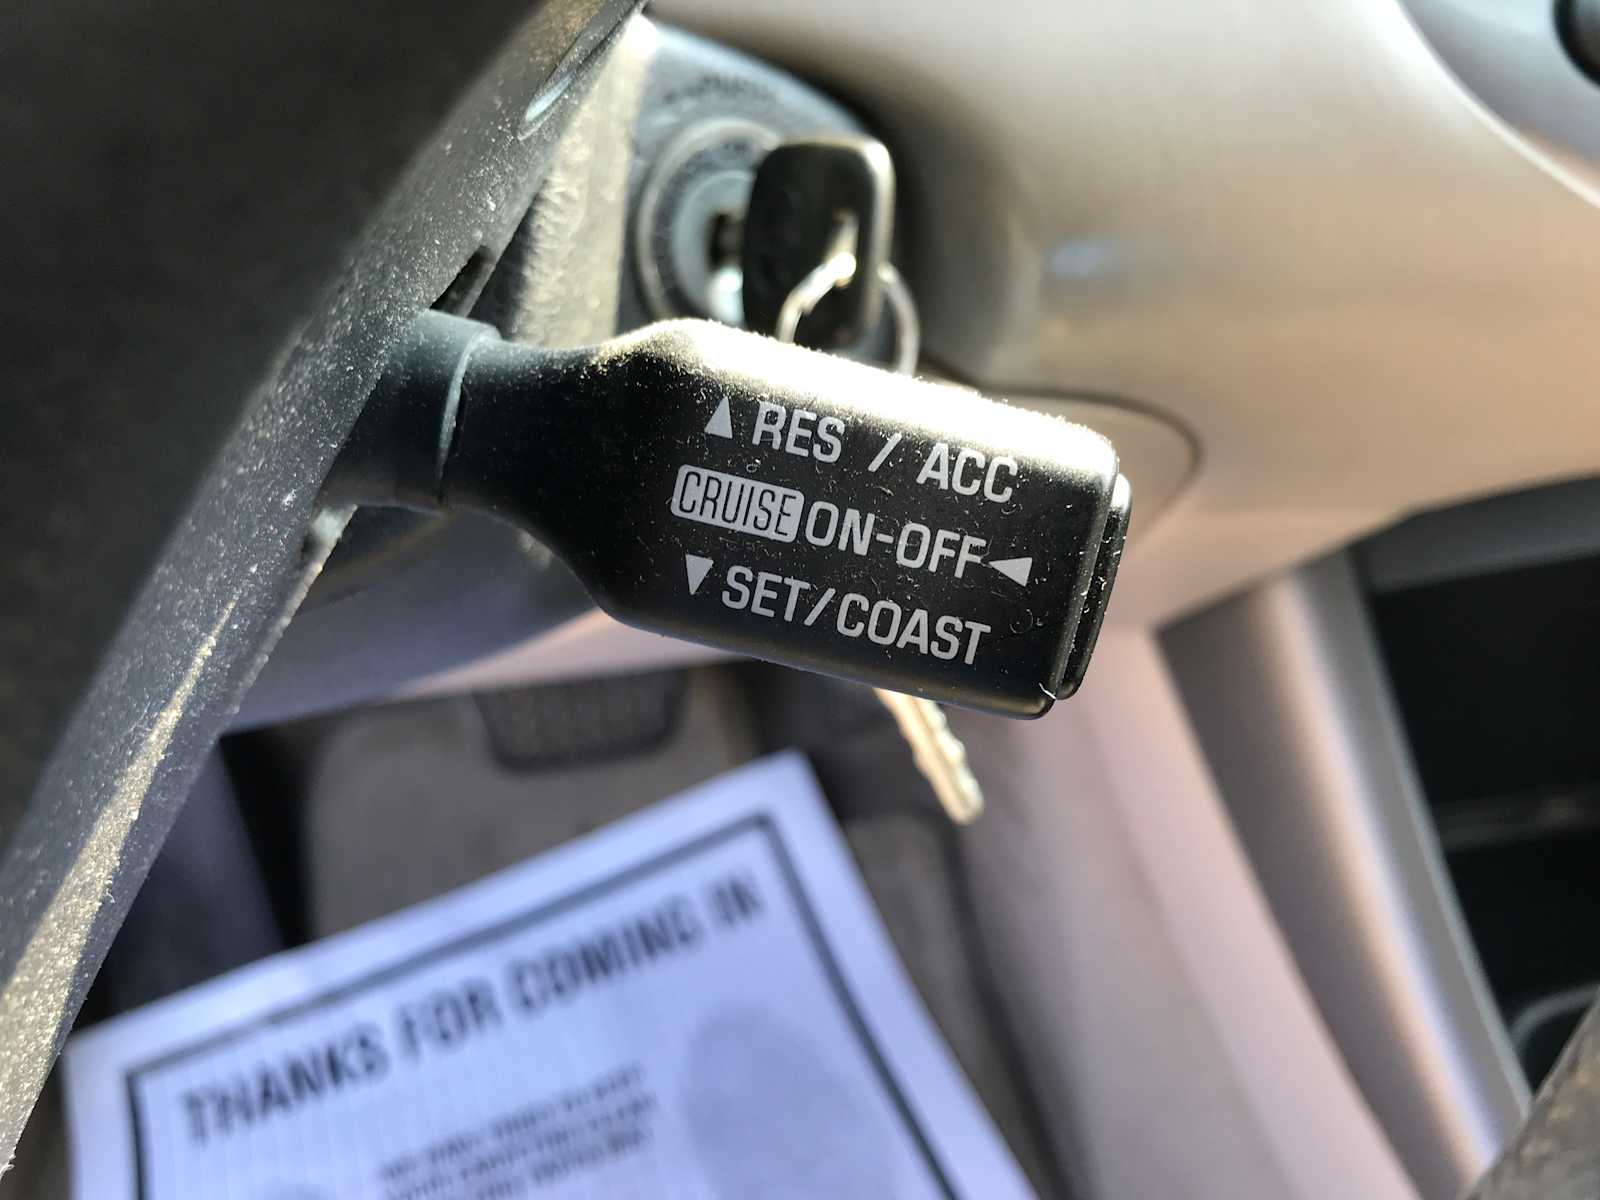 ▲ RES / ACC
CRUISE ON-OFF ◀
▼ SET/COAST
THANKS FOR COMING IN